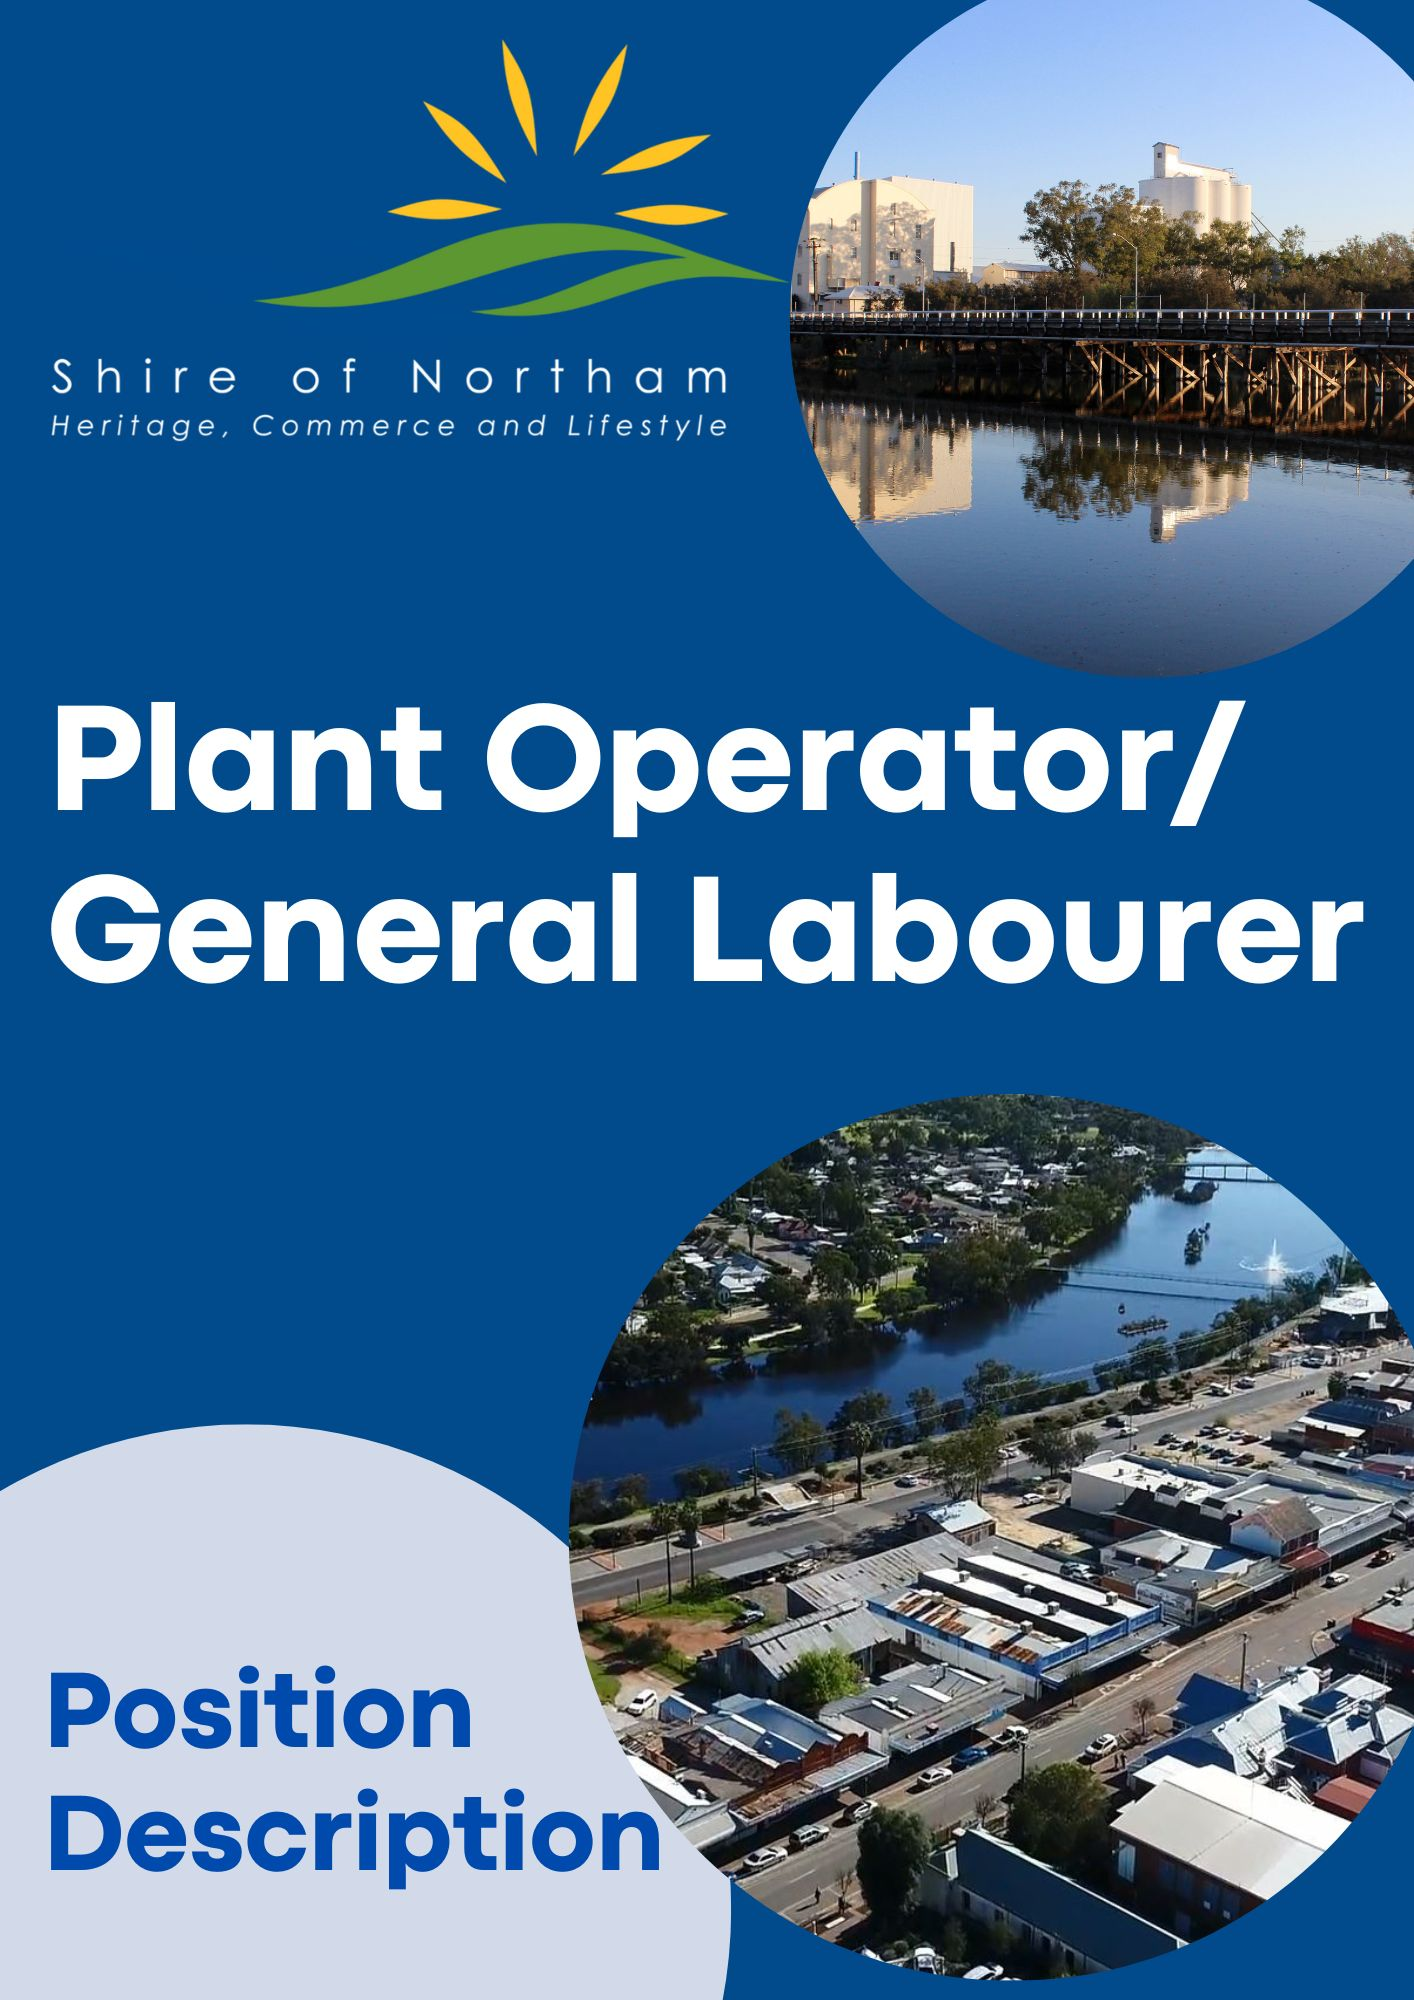 Shire of Northam
Heritage, Commerce and Lifestyle
Plant Operator/
General Labourer
Position
Description